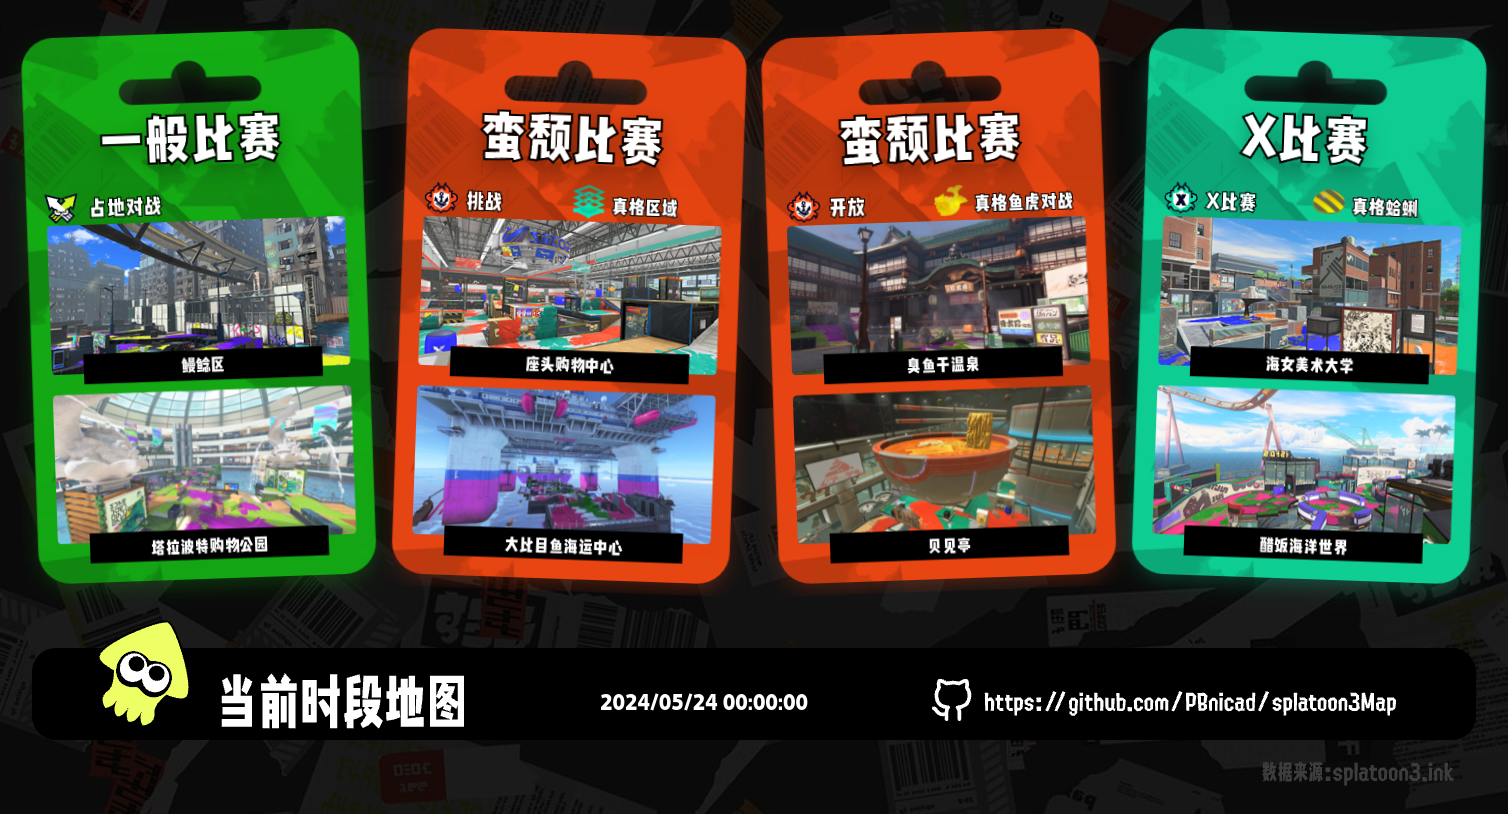 一般比赛
占地对战
鳗鲶区
塔拉波特购物公园
蛮颓比赛
挑战
真格区域
座头购物中心
大比目鱼海运中心
蛮颓比赛
开放
真格鱼虎对战
臭鱼干温泉
贝见亭
X比赛
X比赛
真格蛤蜊
海女美术大学
醋饭海洋世界
当前时段地图
2024/05/24 00:00:00
https://github.com/PBnicad/splatoon3Map
数据来源:splatoon3.ink